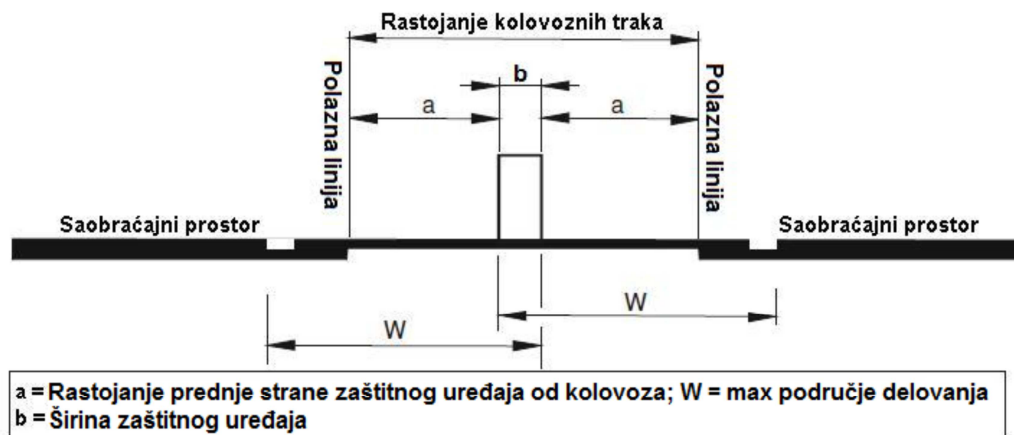 Rastojanje kolovoznih traka
Polazna linija
b
Polazna linija
a
a
Saobraćajni prostor
Saobraćajni prostor
W
W
a = Rastojanje prednje strane zaštitnog uređaja od kolovoza; W = max područje delovanja
b = Širina zaštitnog uređaja